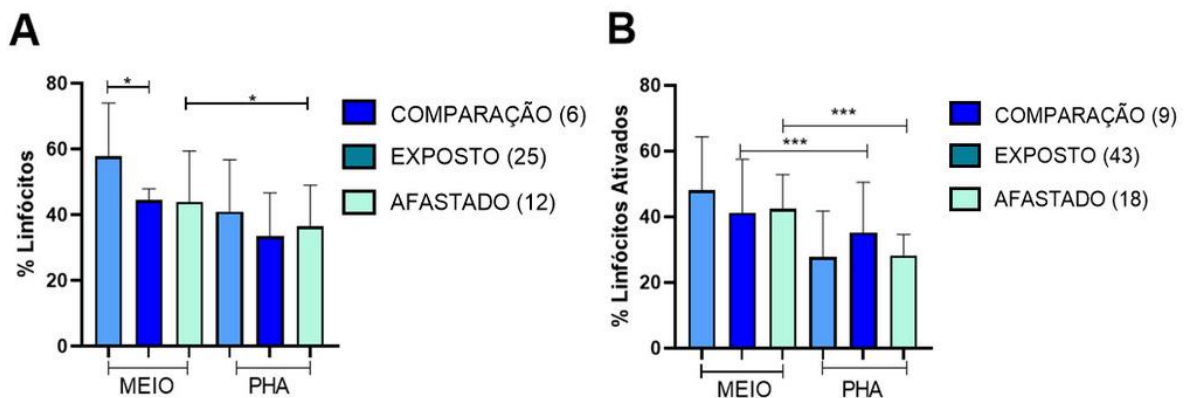 A
% Linfócitos
80
60
40
20
0
*
*
MEIO
PHA
COMPARAÇÃO (6)
EXPOSTO (25)
AFASTADO (12)
B
% Linfócitos Ativados
80
60
40
20
0
***
***
MEIO
PHA
COMPARAÇÃO (9)
EXPOSTO (43)
AFASTADO (18)